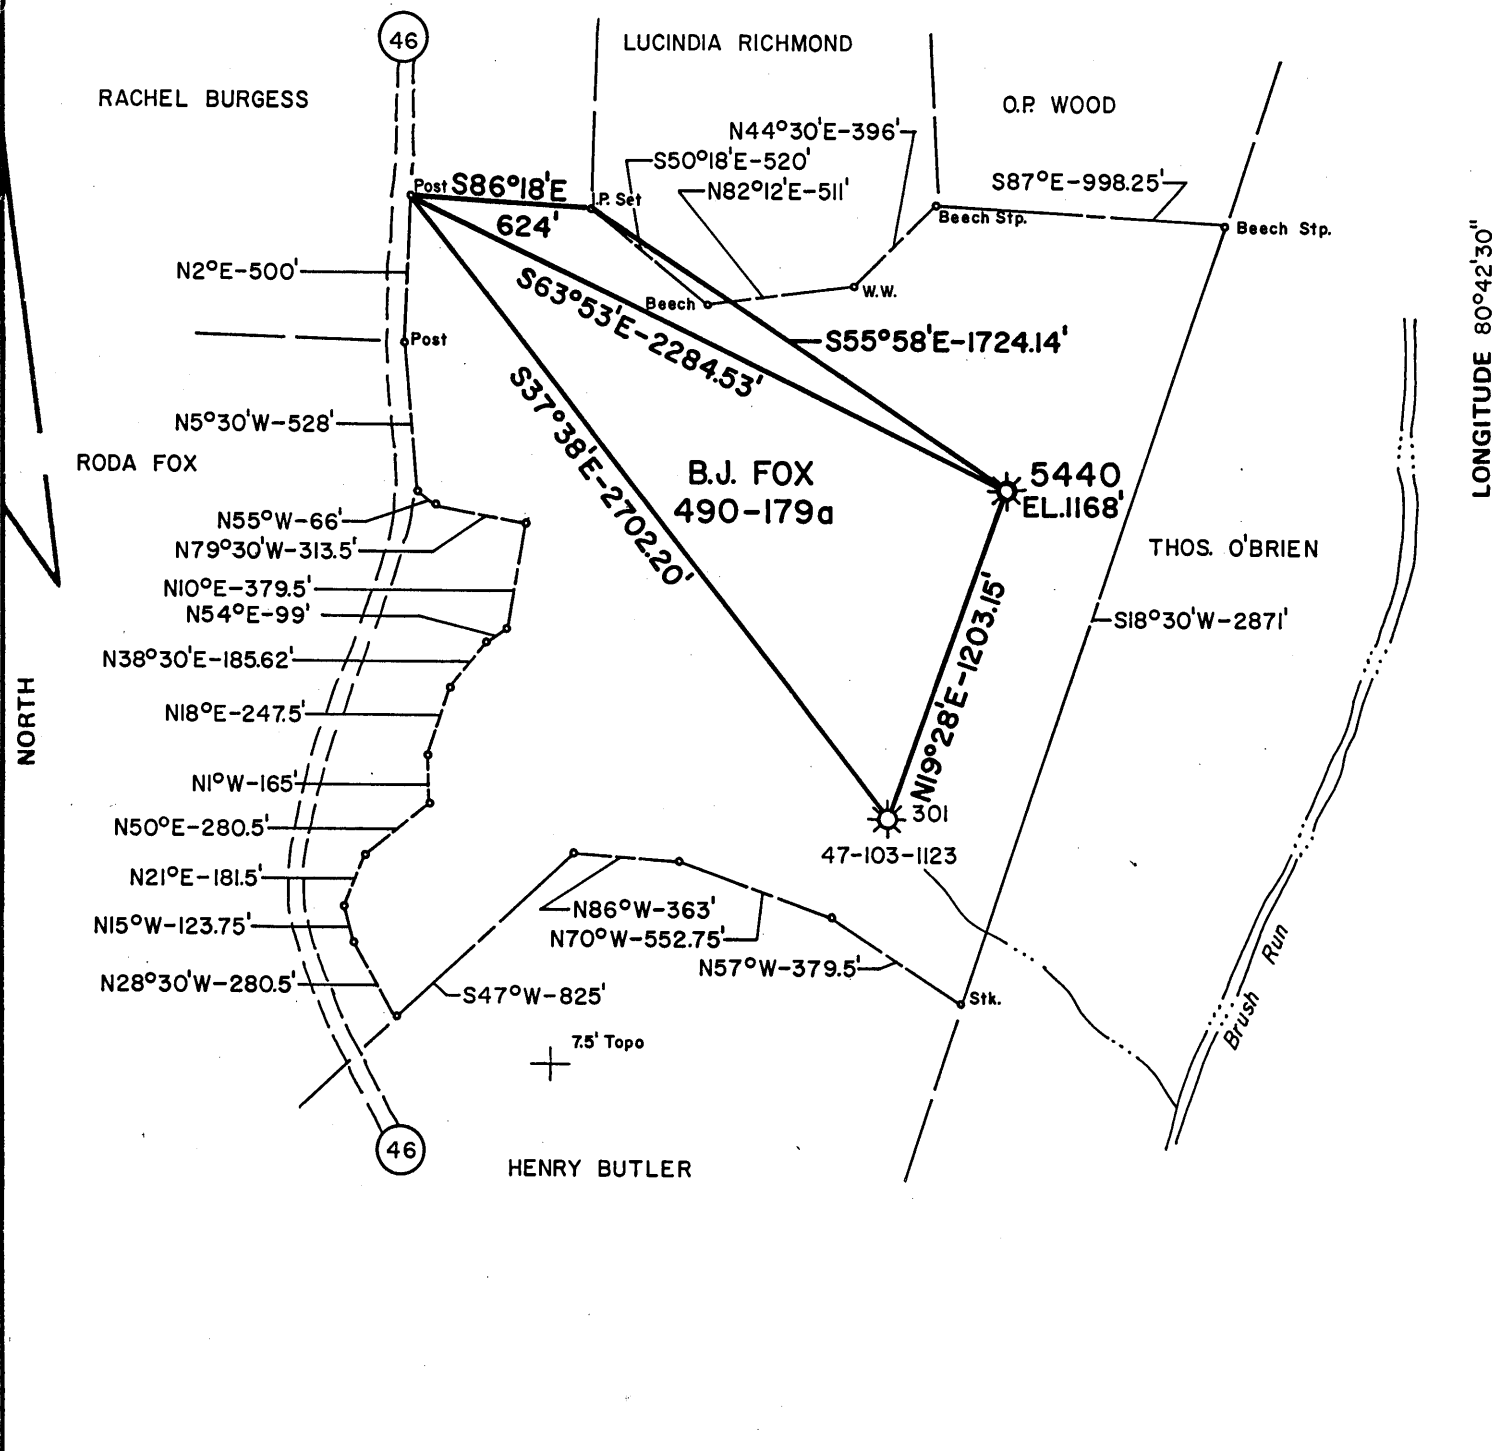 46
LUCINDIA RICHMOND
RACHEL BURGESS
O.P. WOOD
N44°30'E-396'
S50°18'E-520'
N82°12'E-511'
S87°E-998.25'
Post S86°18'E
624'
I.P. Set
Beech Stp.
Beech Stp.
N2°E-500'
S63°53'E-2284.53'
Beech
W.W.
S55°58'E-1724.14'
Post
LONGITUDE 80°42'30"
S37°38'E-2702.20'
N5°30'W-528'
RODA FOX
B.J. FOX
490-179a
5440
EL.1168'
N55°W-66'
N79°30'W-313.5'
THOS. O'BRIEN
N10°E-379.5'
N54°E-99'
N19°28'E-1203.15'
S18°30'W-2871'
N38°30'E-185.62'
NORTH
N18°E-247.5'
N1°W-165'
301
N50°E-280.5'
47-103-1123
N21°E-181.5'
N86°W-363'
N15°W-123.75'
N70°W-552.75'
N57°W-379.5'
Brush Run
N28°30'W-280.5'
S47°W-825'
Stk.
7.5' Topo
46
HENRY BUTLER